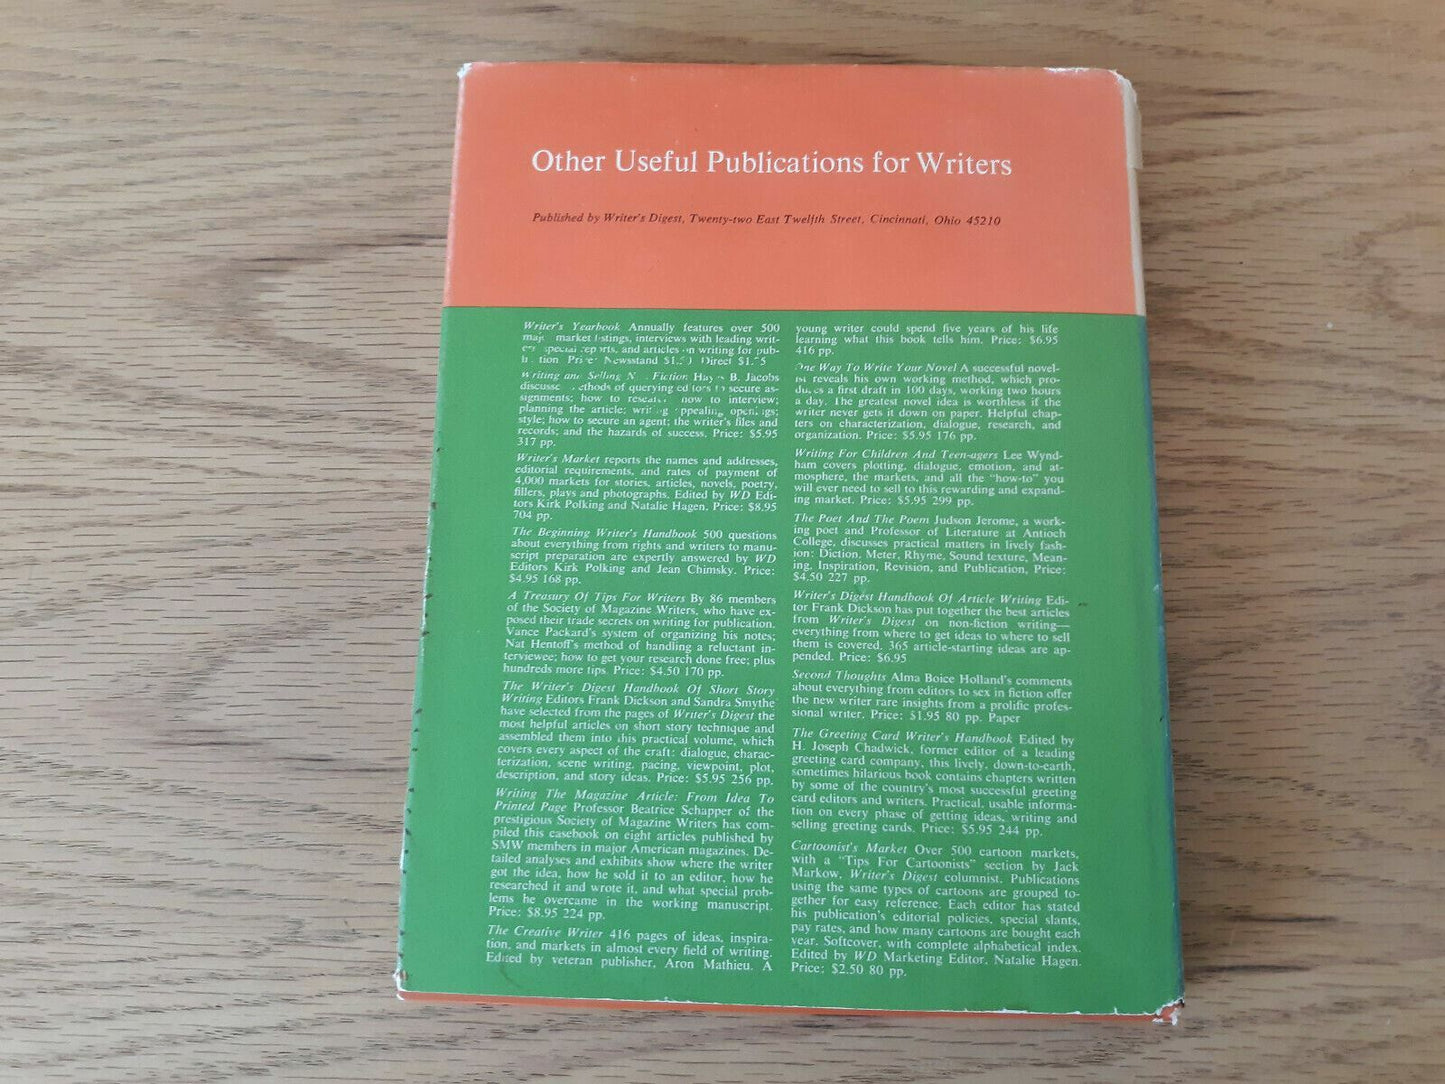 Other Useful Publications for Writers
Published by Writer's Digest, Twenty-two East Twelfth Street, Cincinnati, Ohio 45210
Writer's Yearbook Annually features over 500
market listings, interviews with leading writ-
special reports, and articles on writing for pub-
Newsstand Direct
Writing and Selling Fiction B. Jacobs
methods of querying editors to secure as-
signments; how to research; how to interview;
planning the article; writing appealing openings;
style; how to secure an agent; the writer's files and
records; and the hazards of success. Price: $5.95
317 pp.
Writer's Market reports the names and addresses,
editorial requirements, and rates of payment of
4,000 markets for stories, articles, novels, poetry,
fillers, plays and photographs. Edited by WD Edi-
tors Kirk Polking and Natalie Hagen. Price: $8.95
704 pp.
The Beginning Writer's Handbook 500 questions
about everything from rights and writers to manu-
script preparation are expertly answered by WD
Editors Kirk Polking and Jean Chimsky. Price:
$4.95 168 pp.
A Treasury Of Tips For Writers By 86 members
of the Society of Magazine Writers, who have ex-
posed their trade secrets on writing for publication.
Vance Packard's system of organizing his notes;
Nat Hentoff's method of handling a reluctant in-
terviewee; how to get your research done free; plus
hundreds more tips. Price: $4.50 170 pp.
The Writer's Digest Handbook Of Short Story
Writing Editors Frank Dickson and Sandra Smythe
have selected from the pages of Writer's Digest the
most helpful articles on short story technique and
assembled them into this practical volume, which
covers every aspect of the craft: dialogue, charac-
terization, scene writing, pacing, viewpoint, plot,
description, and story ideas. Price: $5.95 256 pp.
Writing The Magazine Article: From Idea To
Printed Page Professor Beatrice Schapper of the
prestigious Society of Magazine Writers has com-
piled this casebook on eight articles published by
SMW members in major American magazines. De-
tailed analyses and exhibits show where the writer
got the idea, how he sold it to an editor, how he
researched it and wrote it, and what special prob-
lems he overcame in the working manuscript.
Price: $8.95 224 pp.
The Creative Writer 416 pages of ideas, inspira-
tion, and markets in almost every field of writing.
Edited by veteran publisher, Aron Mathieu. A
young writer could spend five years of his life
learning what this book tells him. Price: $6.95
416 pp.
One Way To Write Your Novel A successful novel-
ist reveals his own working method, which pro-
duces a first draft in 100 days, working two hours
a day. The greatest novel idea is worthless if the
writer never gets it down on paper. Helpful chap-
ters on characterization, dialogue, research, and
organization. Price: $5.95 176 pp.
Writing For Children And Teen-agers Lee Wynd-
ham covers plotting, dialogue, emotion, and at-
mosphere, the markets, and all the "how-to" you
will ever need to sell to this rewarding and expand-
ing market. Price: $5.95 299 pp.
The Poet And The Poem Judson Jerome, a work-
ing poet and Professor of Literature at Antioch
College, discusses practical matters in lively fash-
ion: Diction, Meter, Rhyme, Sound texture, Mean-
ing, Inspiration, Revision, and Publication, Price:
$4.50 227 pp.
Writer's Digest Handbook Of Article Writing Edi-
tor Frank Dickson has put together the best articles
from Writer's Digest on non-fiction writing—
everything from where to get ideas to where to sell
them is covered. 365 article-starting ideas are ap-
pended. Price: $6.95
Second Thoughts Alma Boice Holland's comments
about everything from editors to sex in fiction offer
the new writer rare insights from a prolific profes-
sional writer. Price: $1.95 80 pp. Paper
The Greeting Card Writer's Handbook Edited by
H. Joseph Chadwick, former editor of a leading
greeting card company, this lively, down-to-earth,
sometimes hilarious book contains chapters written
by some of the country's most successful greeting
card editors and writers. Practical, usable informa-
tion on every phase of getting ideas, writing and
selling greeting cards. Price: $5.95 244 pp.
Cartoonist's Market Over 500 cartoon markets,
with a "Tips For Cartoonists" section by Jack
Markow, Writer's Digest columnist. Publications
using the same types of cartoons are grouped to-
gether for easy reference. Each editor has stated
his publication's editorial policies, special slants,
pay rates, and how many cartoons are bought each
year. Softcover, with complete alphabetical index.
Edited by WD Marketing Editor, Natalie Hagen.
Price: $2.50 80 pp.